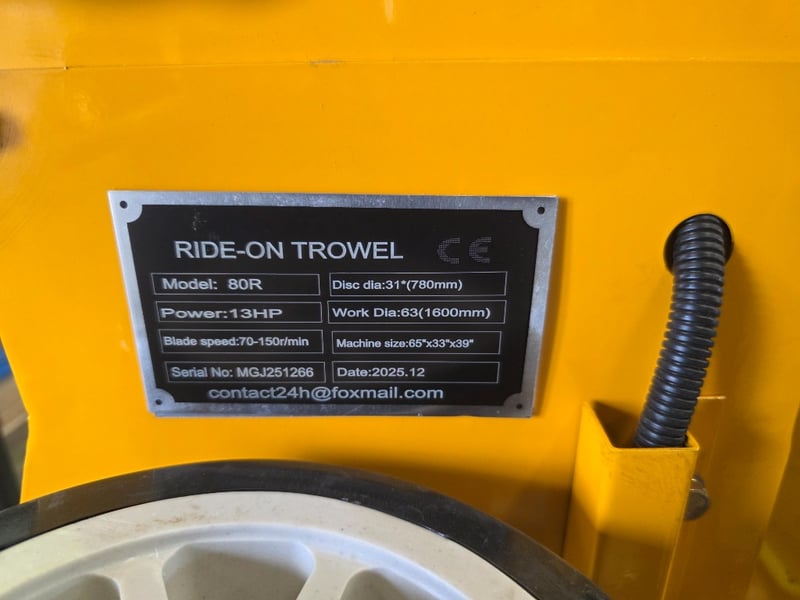 RIDE-ON TROWEL CE
Model: 80R
Disc dia:31"(780mm)
Power:13HP
Work Dia:63(1600mm)
Blade speed:70-150r/min
Machine size:65"x33"x39"
Serial No: MGJ251266
Date:2025.12
contact24h@foxmail.com